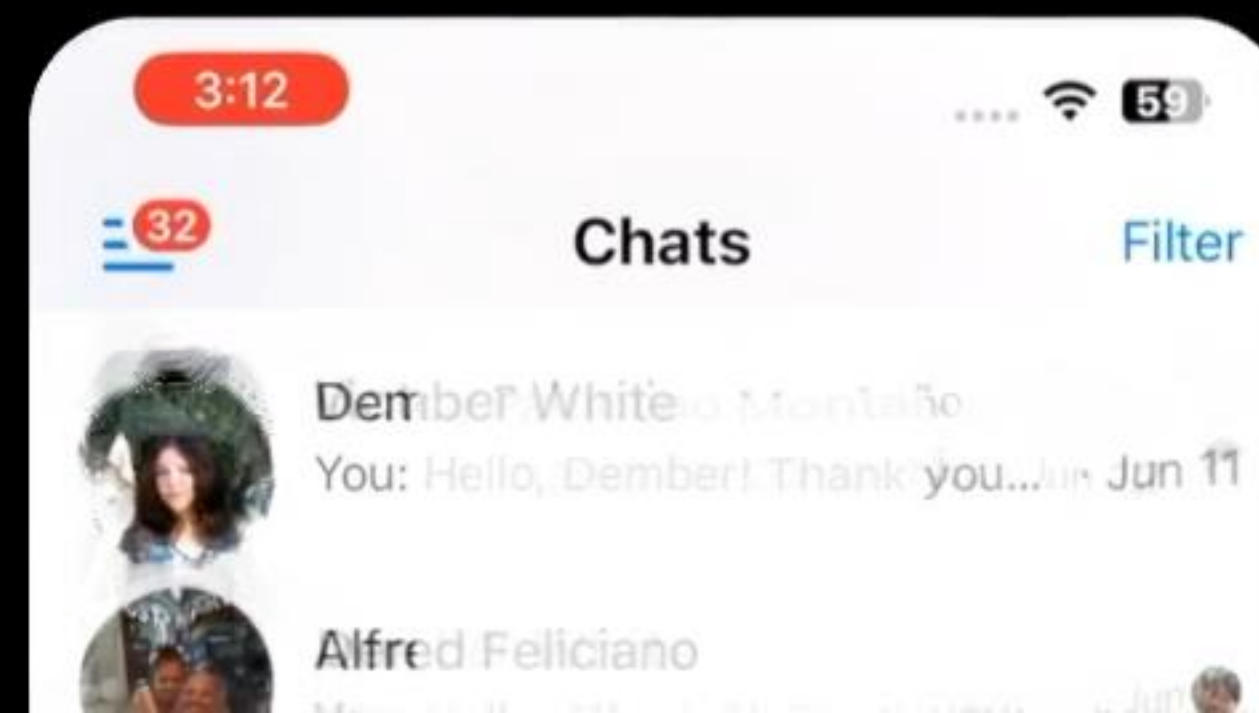 3:12
59
32
Chats
Filter
Dember White
You: Hello, Dember! Thank you... · Jun 11
Alfred Feliciano